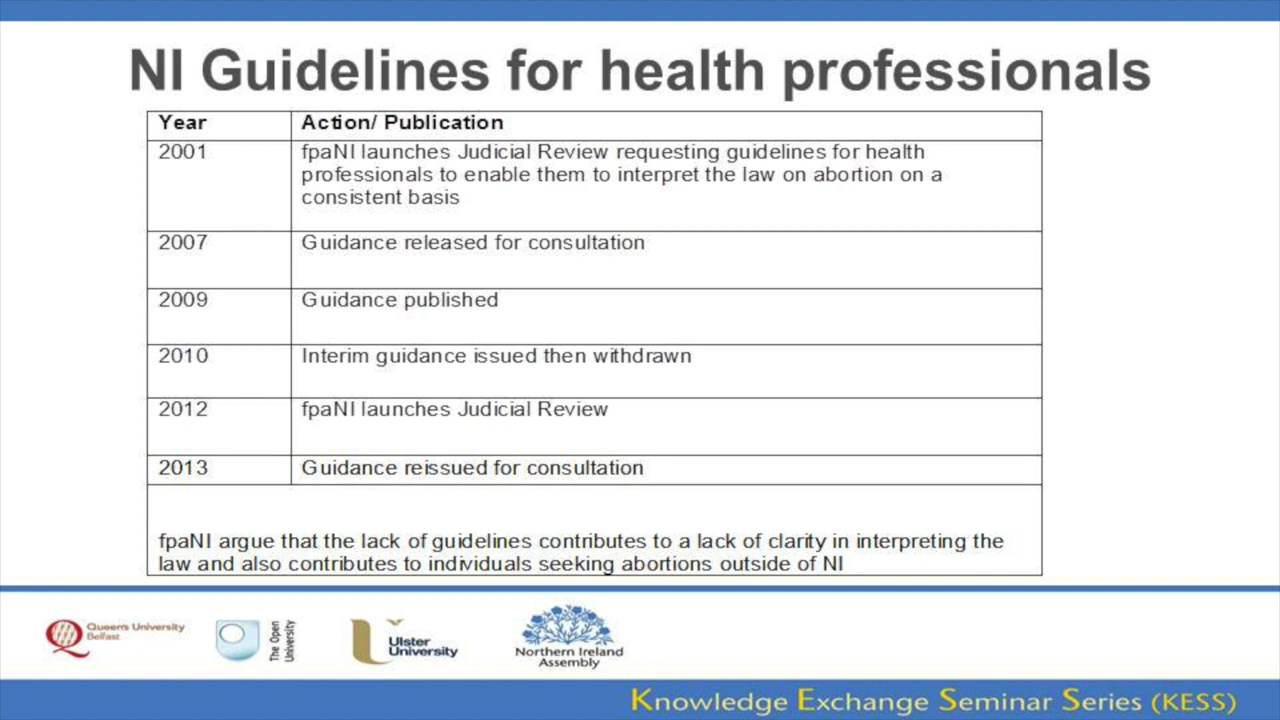 NI Guidelines for health professionals
Year Action/ Publication
2001 fpaNI launches Judicial Review requesting guidelines for health
professionals to enable them to interpret the law on abortion on a
consistent basis
2007 Guidance released for consultation
2009 Guidance published
2010 Interim guidance issued then withdrawn
2012 fpaNI launches Judicial Review
2013 Guidance reissued for consultation
fpaNI argue that the lack of guidelines contributes to a lack of clarity in interpreting the
law and also contributes to individuals seeking abortions outside of NI
Queen's University
Belfast
The Open
University
Ulster
University
Northern Ireland
Assembly
Knowledge Exchange Seminar Series (KESS)